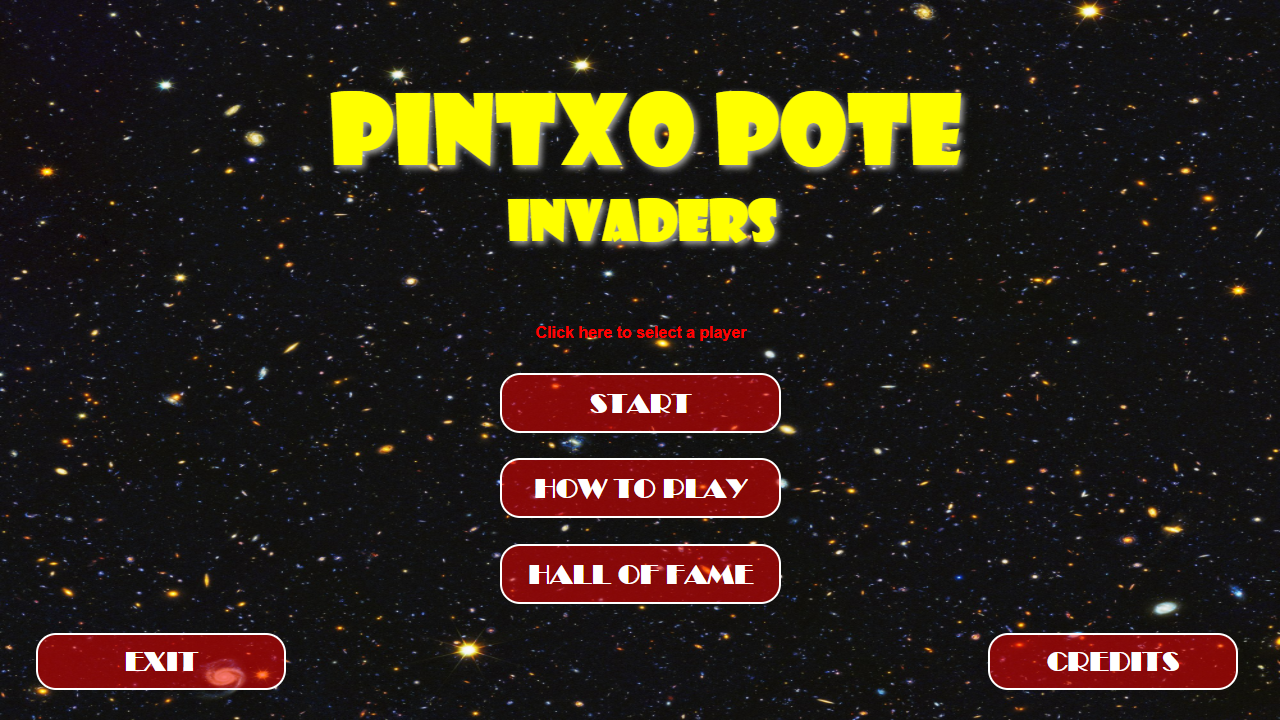 PINTXO POTE
INVADERS
Click here to select a player
START
HOW TO PLAY
HALL OF FAME
EXIT
CREDITS